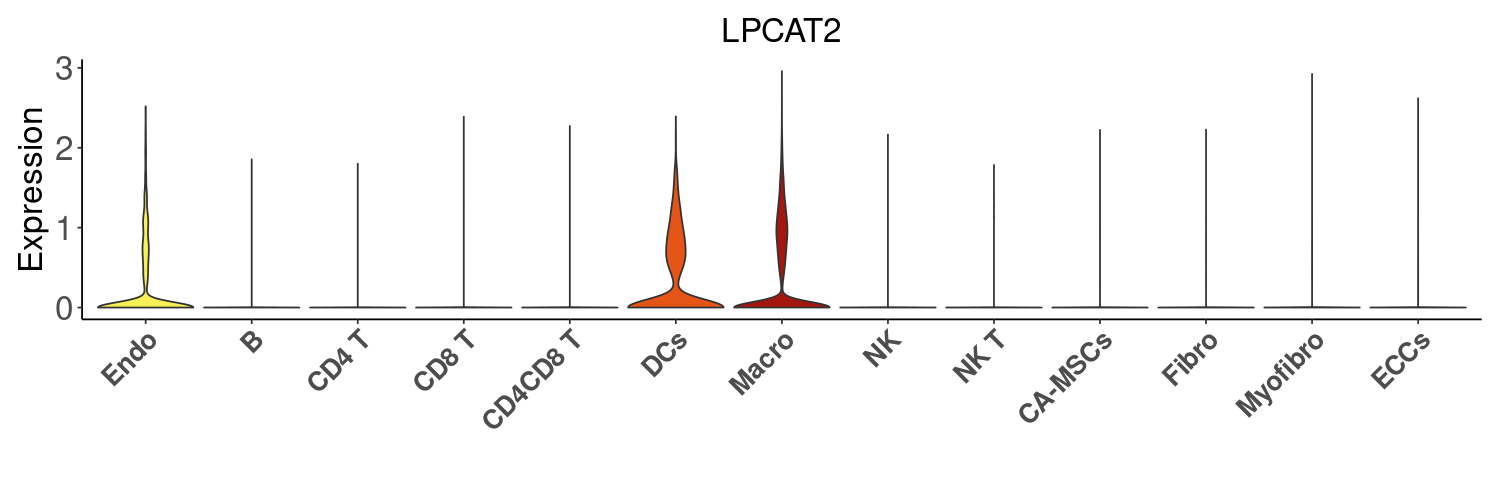 LPCAT2
Expression
3
2
1
0
Endo
B
CD4 T
CD8 T
CD4CD8 T
DCs
Macro
NK
NK T
CA-MSCs
Fibro
Myofibro
ECCs